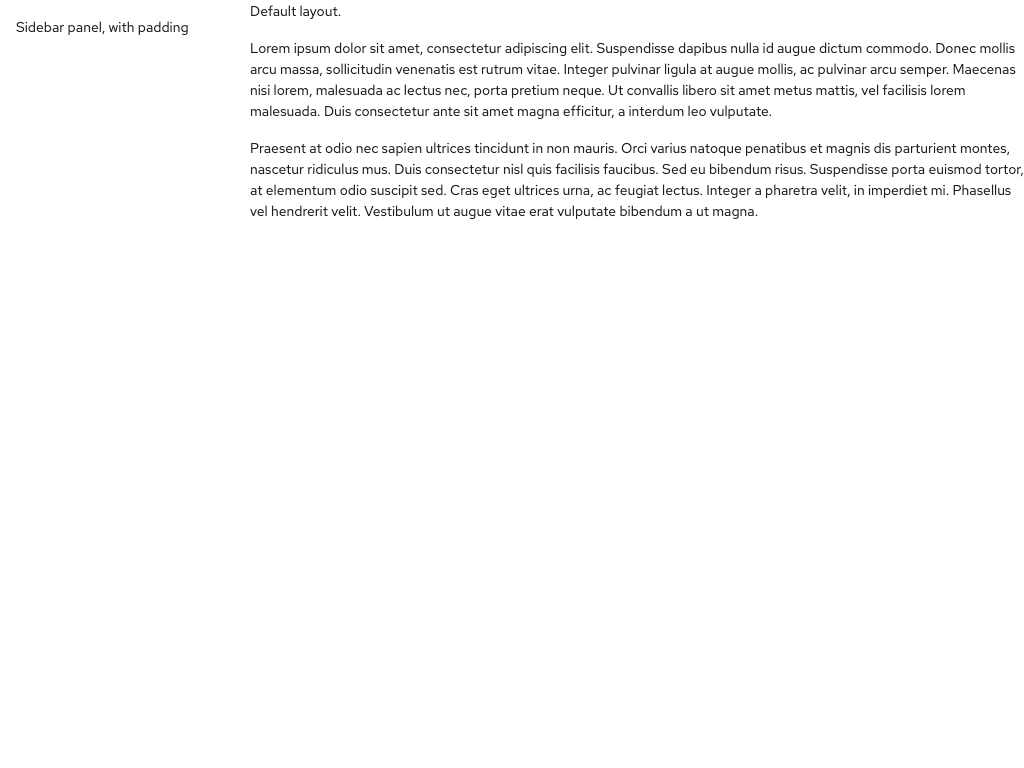 Sidebar panel, with padding
Default layout.
Lorem ipsum dolor sit amet, consectetur adipiscing elit. Suspendisse dapibus nulla id augue dictum commodo. Donec mollis
arcu massa, sollicitudin venenatis est rutrum vitae. Integer pulvinar ligula at augue mollis, ac pulvinar arcu semper. Maecenas
nisi lorem, malesuada ac lectus nec, porta pretium neque. Ut convallis libero sit amet metus mattis, vel facilisis lorem
malesuada. Duis consectetur ante sit amet magna efficitur, a interdum leo vulputate.
Praesent at odio nec sapien ultrices tincidunt in non mauris. Orci varius natoque penatibus et magnis dis parturient montes,
nascetur ridiculus mus. Duis consectetur nisl quis facilisis faucibus. Sed eu bibendum risus. Suspendisse porta euismod tortor,
at elementum odio suscipit sed. Cras eget ultrices urna, ac feugiat lectus. Integer a pharetra velit, in imperdiet mi. Phasellus
vel hendrerit velit. Vestibulum ut augue vitae erat vulputate bibendum a ut magna.